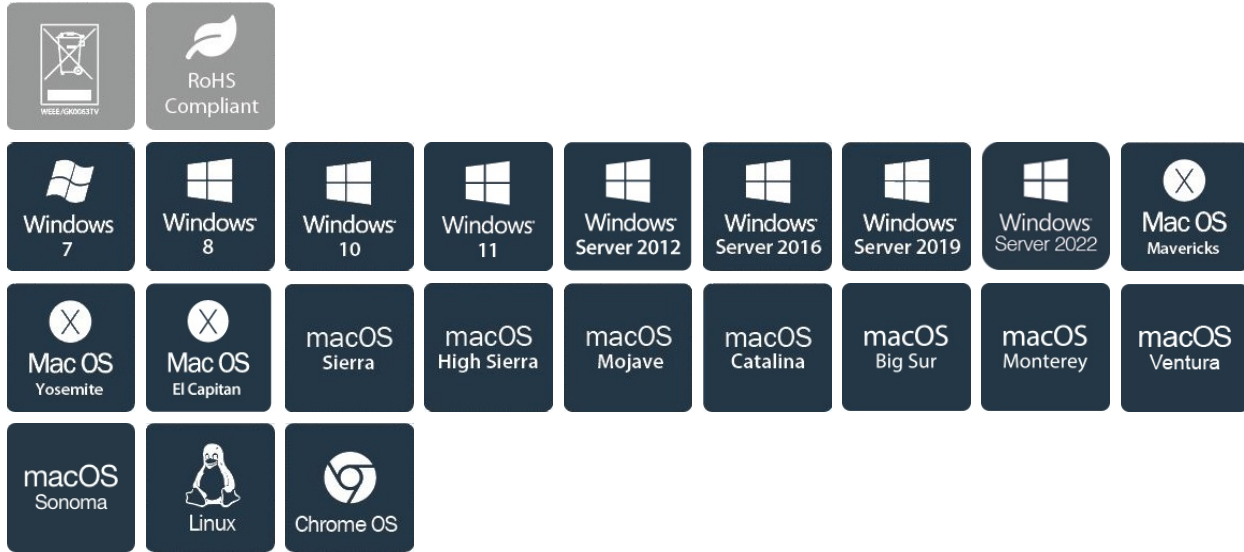 WEEE/GK0083TV
RoHS
Compliant
Windows
7
Windows
8
Windows
10
Windows
11
Windows
Server 2012
Windows
Server 2016
Windows
Server 2019
Windows
Server 2022
X
Mac OS
Mavericks
X
Mac OS
Yosemite
X
Mac OS
El Capitan
macOS
Sierra
macOS
High Sierra
macOS
Mojave
macOS
Catalina
macOS
Big Sur
macOS
Monterey
macOS
Ventura
macOS
Sonoma
Linux
Chrome OS